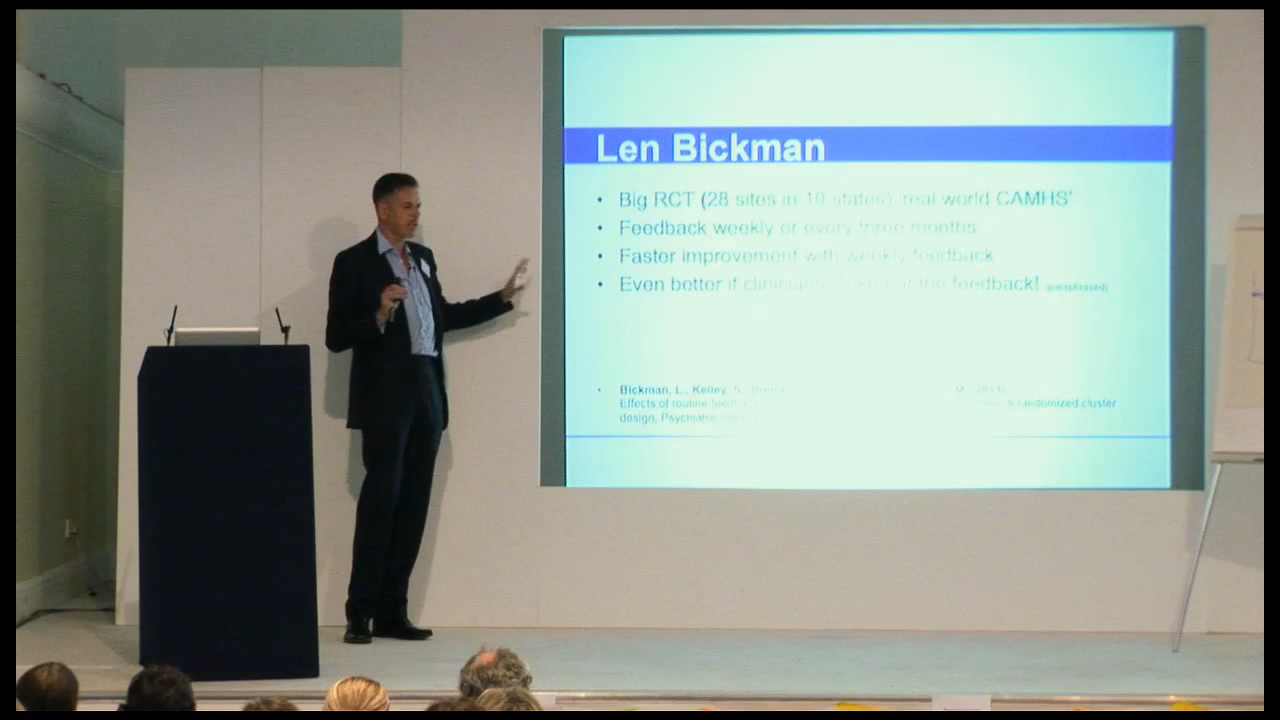 Len Bickman
• Big RCT (28 sites in 10 states) 'real world CAMHS'
• Feedback weekly or every three months
• Faster improvement with weekly feedback
• Even better if clinicians at the feedback! (paraphrased)
• Bickman, L., Kelley, S.,
Effects of routine randomized cluster
design, Psychiatric